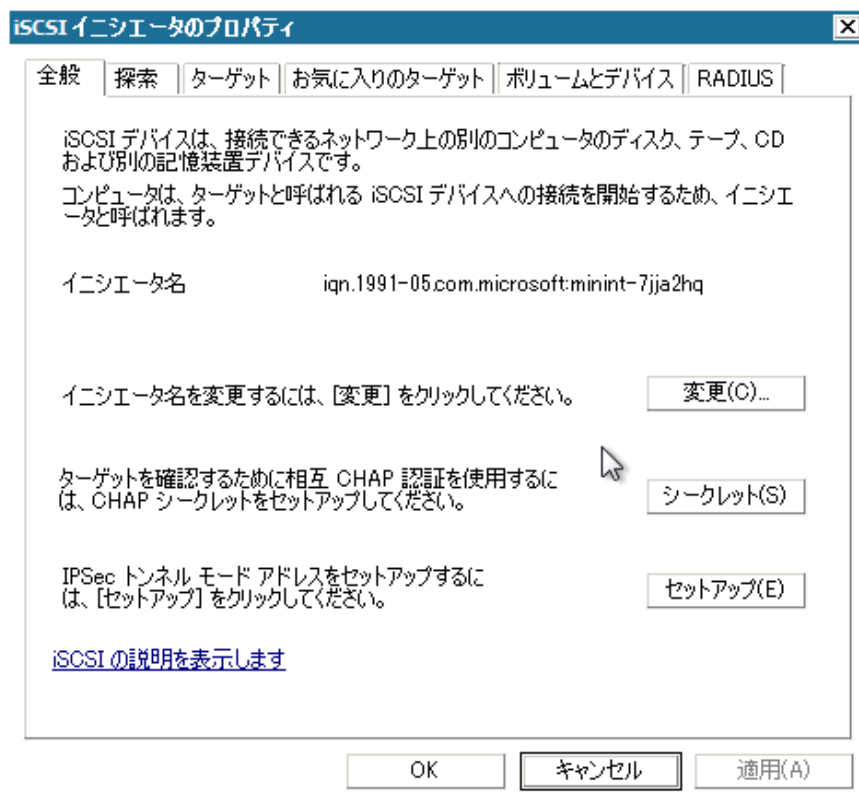 iSCSI イニシエータのプロパティ
全般 探索 ターゲット お気に入りのターゲット ボリュームとデバイス RADIUS
iSCSI デバイスは、接続できるネットワーク上の別のコンピュータのディスク、テープ、CD
および別の記憶装置デバイスです。
コンピュータは、ターゲットと呼ばれる iSCSI デバイスへの接続を開始するため、イニシエ
ータと呼ばれます。
イニシエータ名 iqn.1991-05.com.microsoft:minint-7jja2hq
イニシエータ名を変更するには、[変更] をクリックしてください。 変更(C)...
ターゲットを確認するために相互 CHAP 認証を使用するに
は、CHAP シークレットをセットアップしてください。
シークレット(S)
IPSec トンネル モード アドレスをセットアップするに
は、[セットアップ] をクリックしてください。
セットアップ(E)
iSCSI の説明を表示します
OK キャンセル 適用(A)